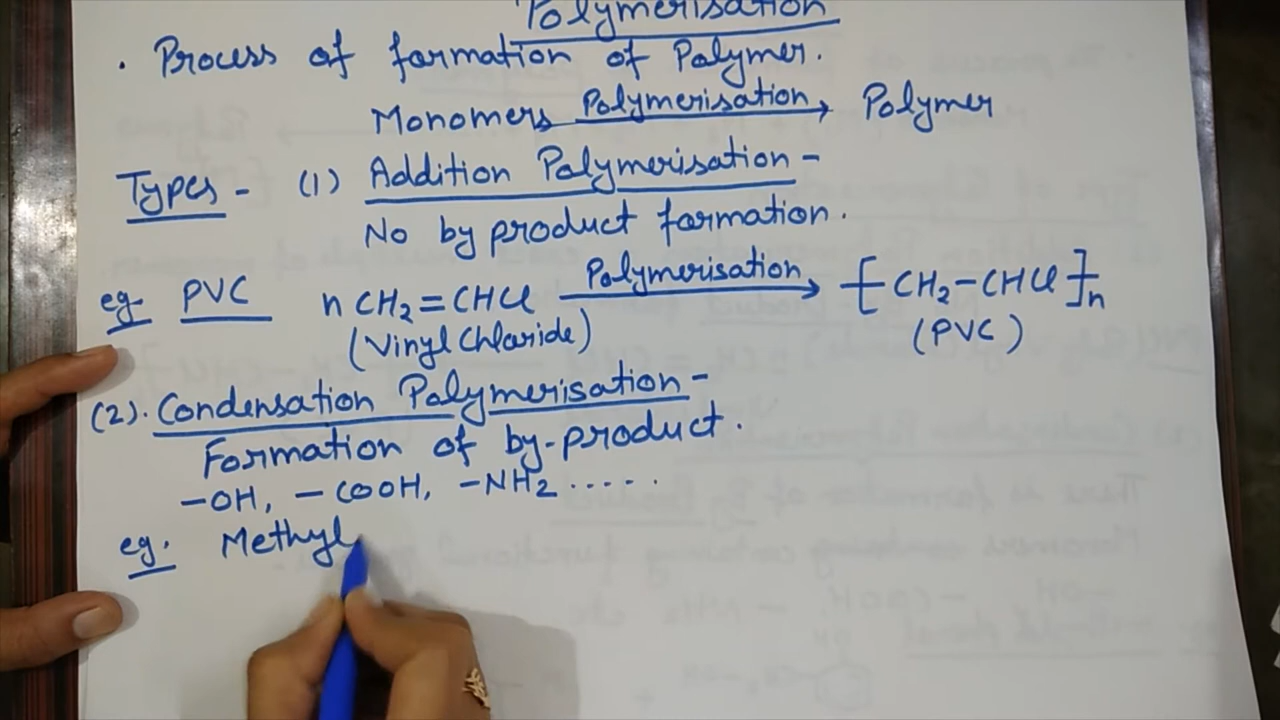 Polymerisation
. Process of formation of Polymer.
Monomers Polymerisation → Polymer
Types - (1) Addition Polymerisation -
No by product formation.
eg. PVC nCH₂=CHCl Polymerisation → [CH₂-CHCl]n
(Vinyl Chloride) (PVC)
(2). Condensation Polymerisation -
Formation of by-product.
-OH, -COOH, -NH₂ .....
eg. Methyl